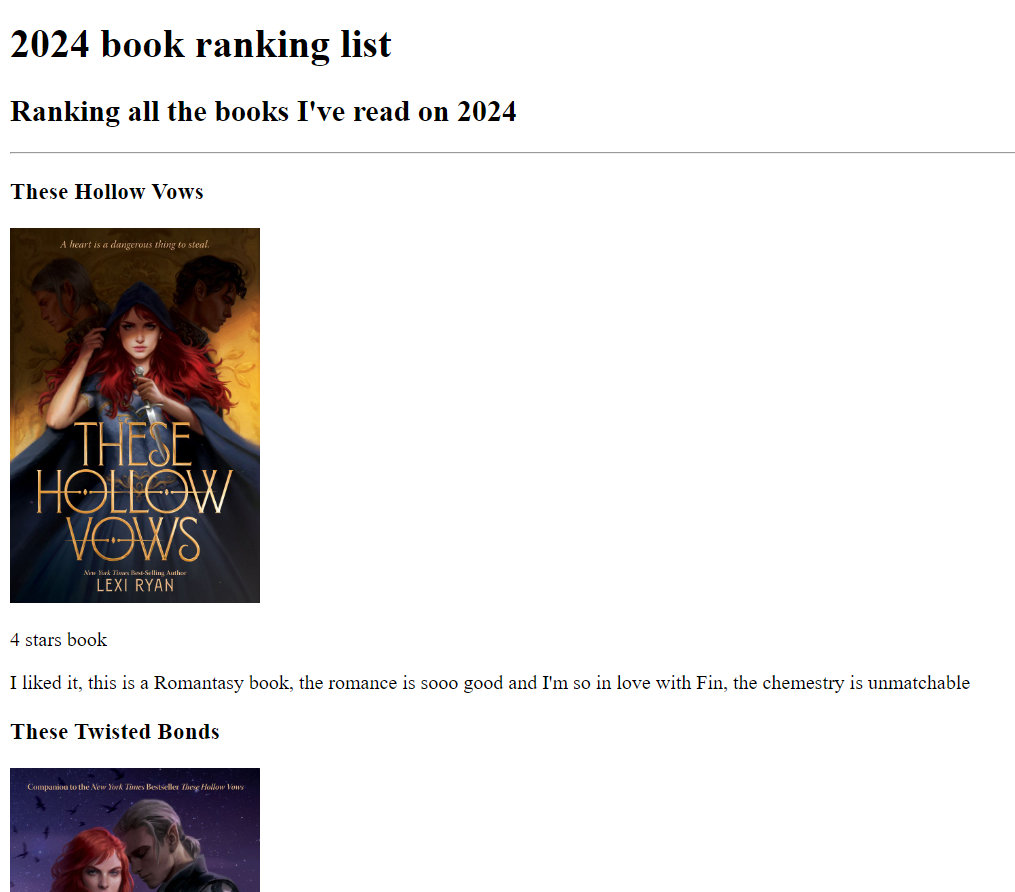 2024 book ranking list
Ranking all the books I've read on 2024
These Hollow Vows
A heart is a dangerous thing to steal.
THESE
HOLLOW
VOWS
New York Times Best-Selling Author
LEXI RYAN
4 stars book
I liked it, this is a Romantasy book, the romance is sooo good and I'm so in love with Fin, the chemestry is unmatchable
These Twisted Bonds
Companion to the New York Times Bestseller These Hollow Vows